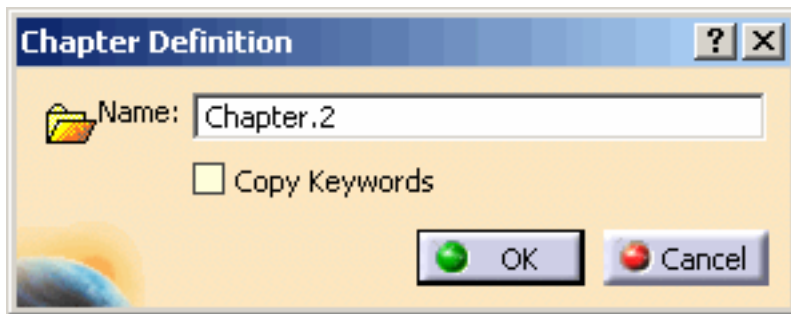 Chapter Definition
Name: Chapter.2
Copy Keywords
OK Cancel